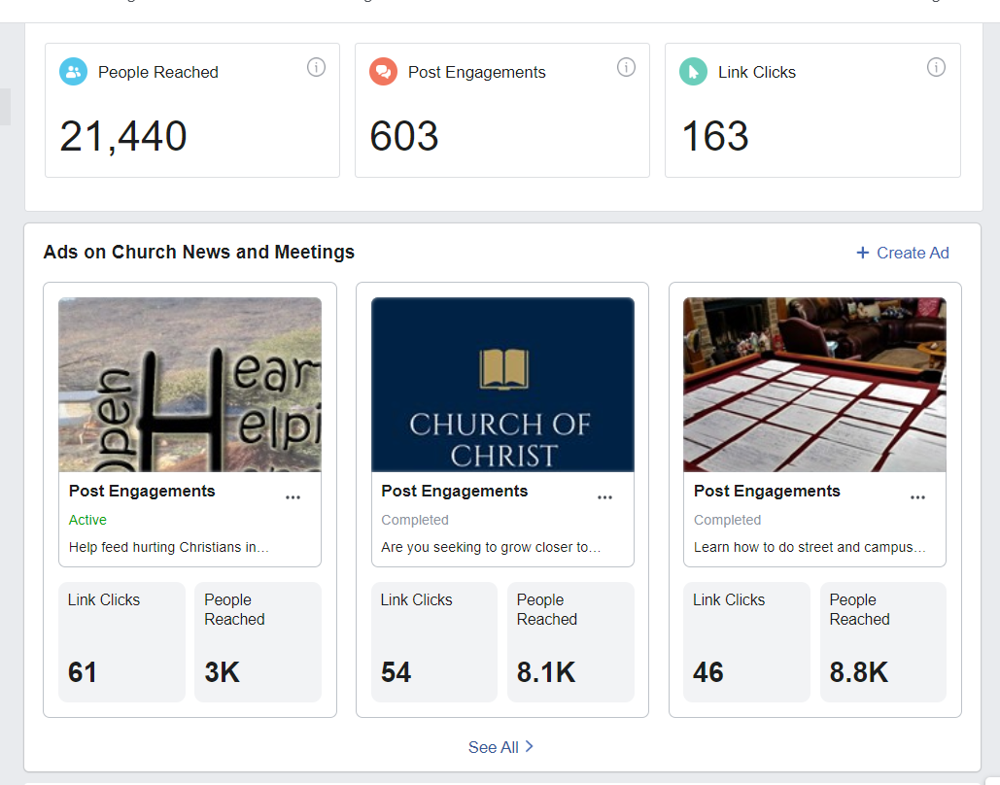 People Reached
Post Engagements
Link Clicks
21,440
603
163
Ads on Church News and Meetings
+ Create Ad
open
Hear
Helpi
CHURCH OF
CHRIST
Post Engagements
...
Active
Help feed hurting Christians in…
Post Engagements
...
Completed
Are you seeking to grow closer to…
Post Engagements
...
Completed
Learn how to do street and campus…
Link Clicks
61
People
Reached
3K
Link Clicks
54
People
Reached
8.1K
Link Clicks
46
People
Reached
8.8K
See All >